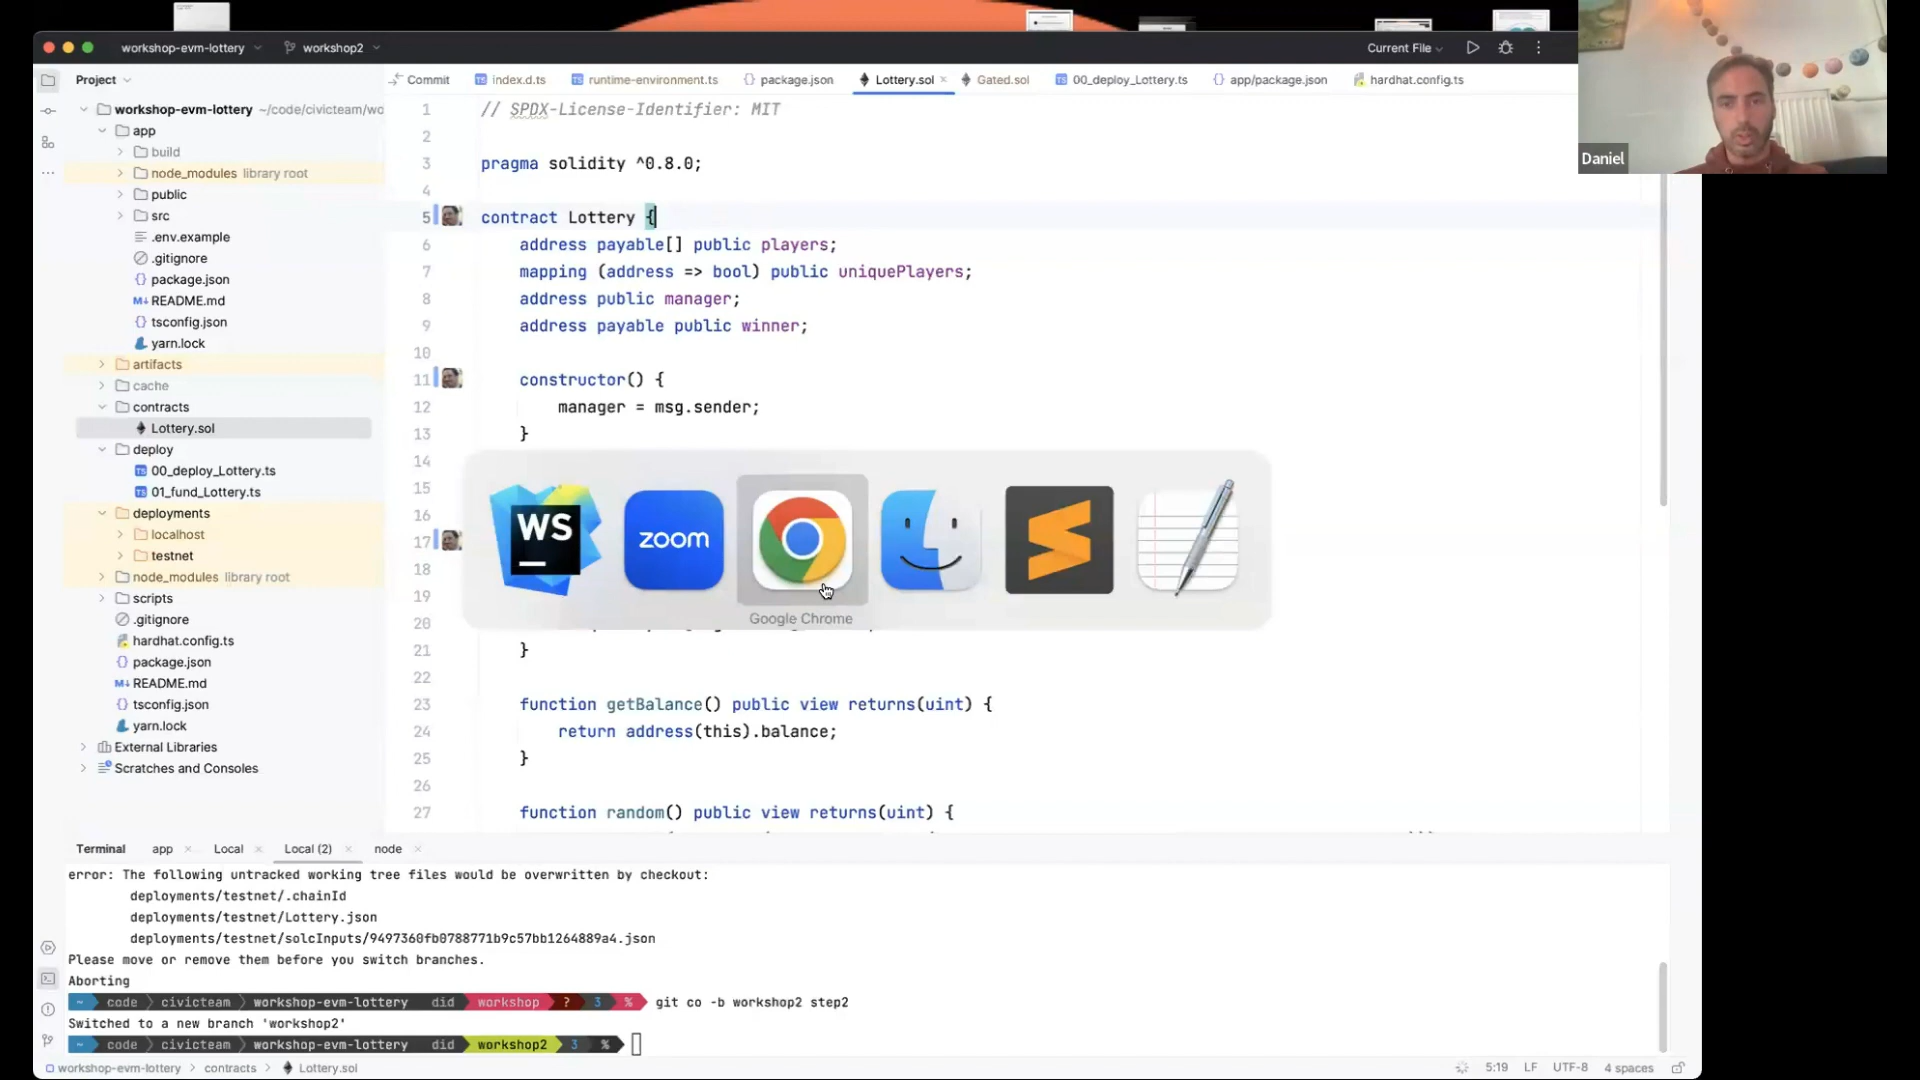 workshop-evm-lottery
workshop2
Current File
Project
Commit
index.d.ts
runtime-environment.ts
package.json
Lottery.sol
Gated.sol
00_deploy_Lottery.ts
app/package.json
hardhat.config.ts
Daniel
workshop-evm-lottery ~/code/civicteam/wo
app
build
node_modules library root
public
src
.env.example
.gitignore
package.json
README.md
tsconfig.json
yarn.lock
artifacts
cache
contracts
Lottery.sol
deploy
00_deploy_Lottery.ts
01_fund_Lottery.ts
deployments
localhost
testnet
node_modules library root
scripts
.gitignore
hardhat.config.ts
package.json
README.md
tsconfig.json
yarn.lock
External Libraries
Scratches and Consoles
1 // SPDX-License-Identifier: MIT
2
3 pragma solidity ^0.8.0;
4
5 contract Lottery {
6 address payable[] public players;
7 mapping (address => bool) public uniquePlayers;
8 address public manager;
9 address payable public winner;
10
11 constructor() {
12 manager = msg.sender;
13 }
14
15
16
17
18
19
20
21 }
22
23 function getBalance() public view returns(uint) {
24 return address(this).balance;
25 }
26
27 function random() public view returns(uint) {
WS
zoom
Google Chrome
Terminal
app
Local
Local (2)
node
error: The following untracked working tree files would be overwritten by checkout:
deployments/testnet/.chainId
deployments/testnet/Lottery.json
deployments/testnet/solcInputs/9497360fb0788771b9c57bb1264889a4.json
Please move or remove them before you switch branches.
Aborting
~ code civicteam workshop-evm-lottery did workshop ? 3 % git co -b workshop2 step2
Switched to a new branch 'workshop2'
~ code civicteam workshop-evm-lottery did workshop2 3 %
workshop-evm-lottery > contracts > Lottery.sol
5:19 LF UTF-8 4 spaces